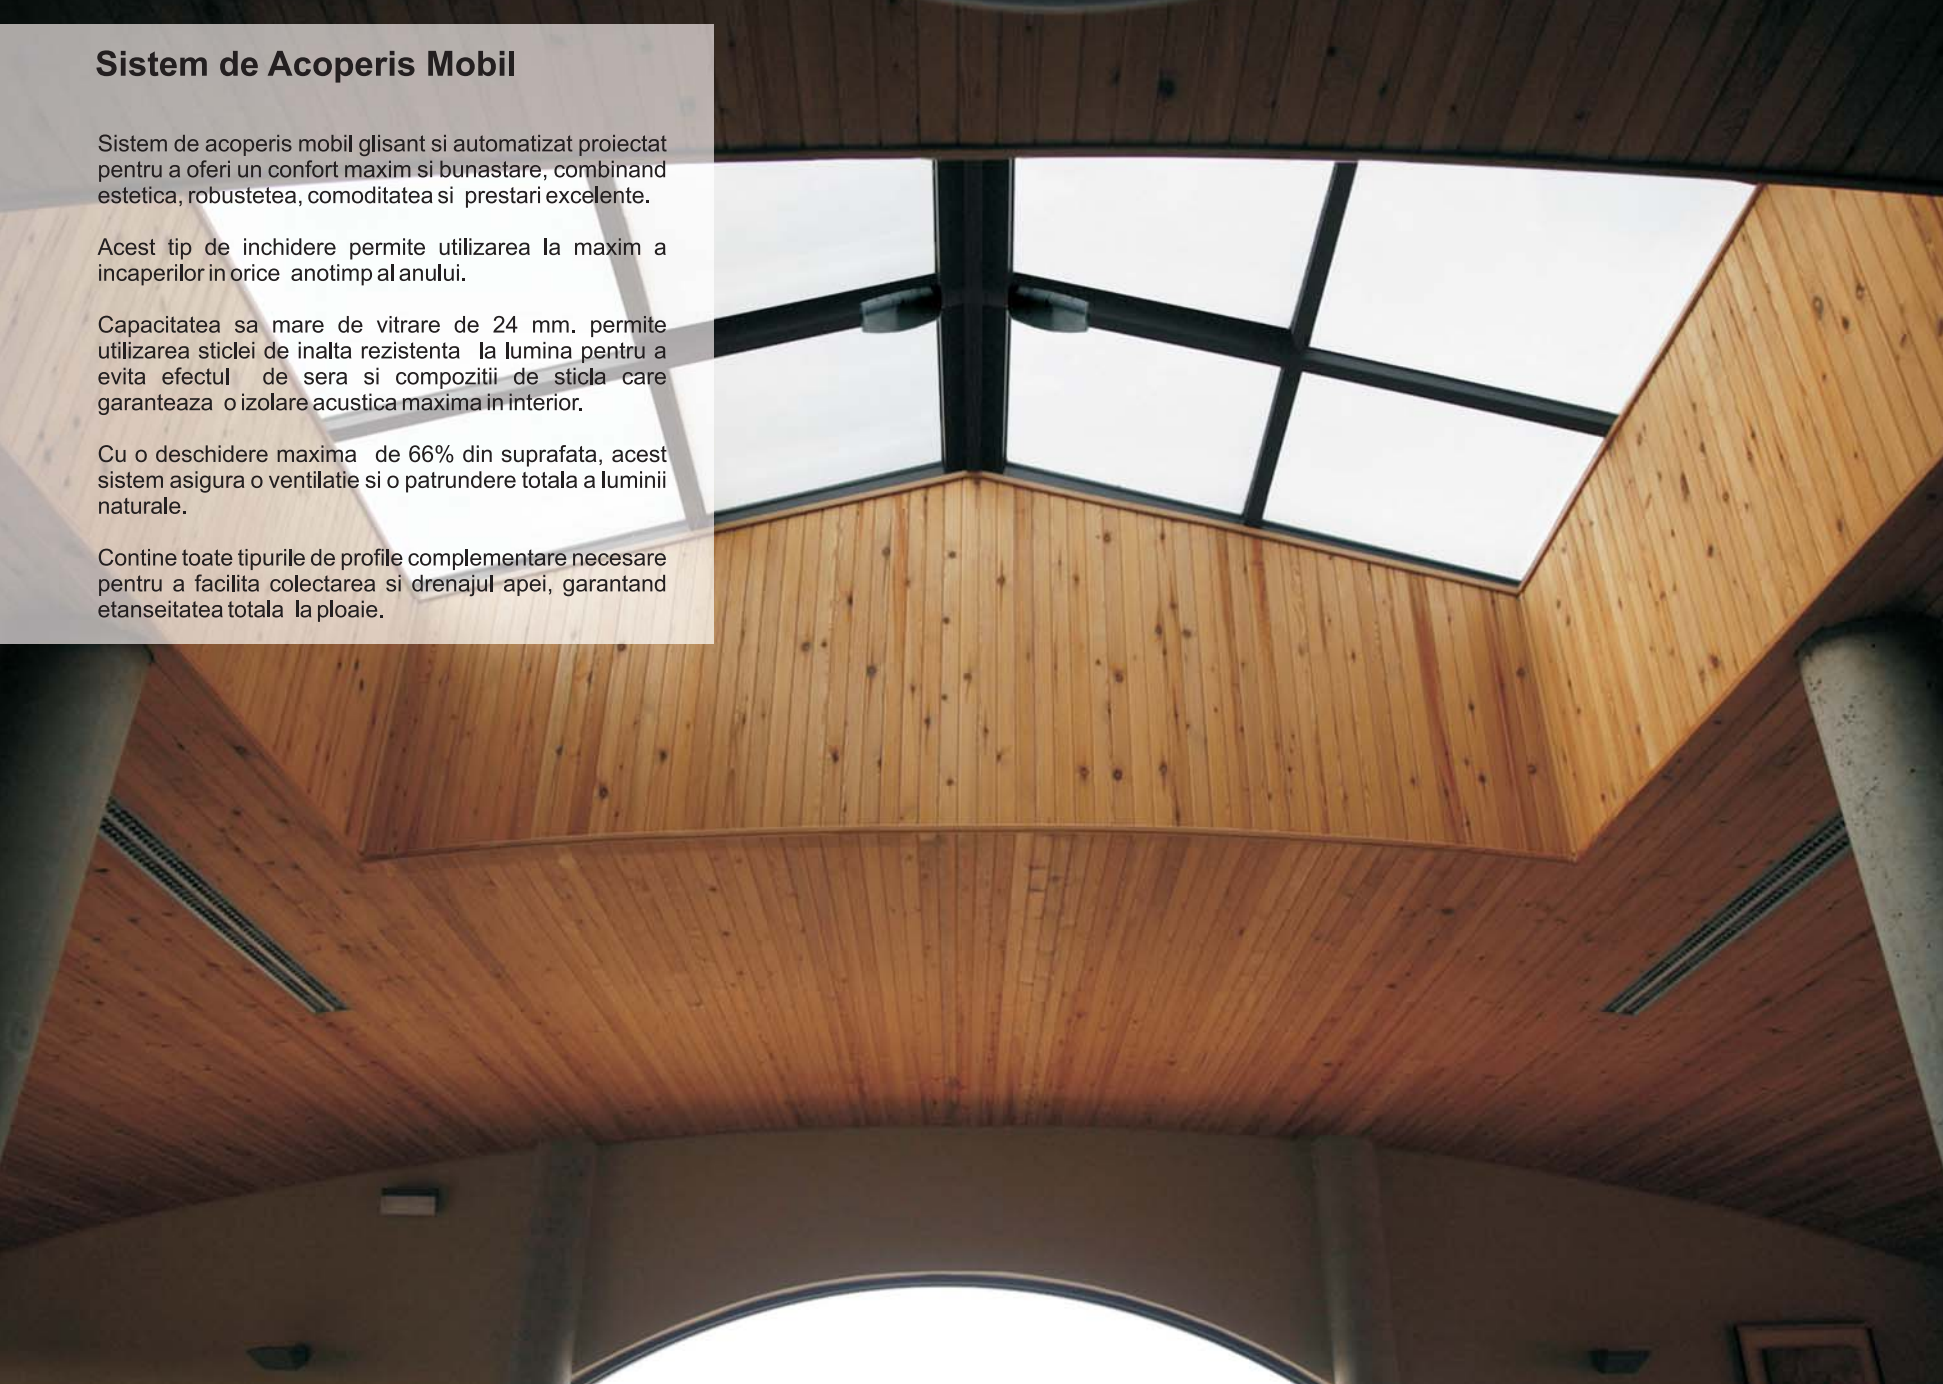 Sistem de Acoperis Mobil
Sistem de acoperis mobil glisant si automatizat proiectat
pentru a oferi un confort maxim si bunastare, combinand
estetica, robustetea, comoditatea si prestari excelente.
Acest tip de inchidere permite utilizarea la maxim a
incaperilor in orice anotimp al anului.
Capacitatea sa mare de vitrare de 24 mm. permite
utilizarea sticlei de inalta rezistenta la lumina pentru a
evita efectul de sera si compozitii de sticla care
garanteaza o izolare acustica maxima in interior.
Cu o deschidere maxima de 66% din suprafata, acest
sistem asigura o ventilatie si o patrundere totala a luminii
naturale.
Contine toate tipurile de profile complementare necesare
pentru a facilita colectarea si drenajul apei, garantand
etanseitatea totala la ploaie.